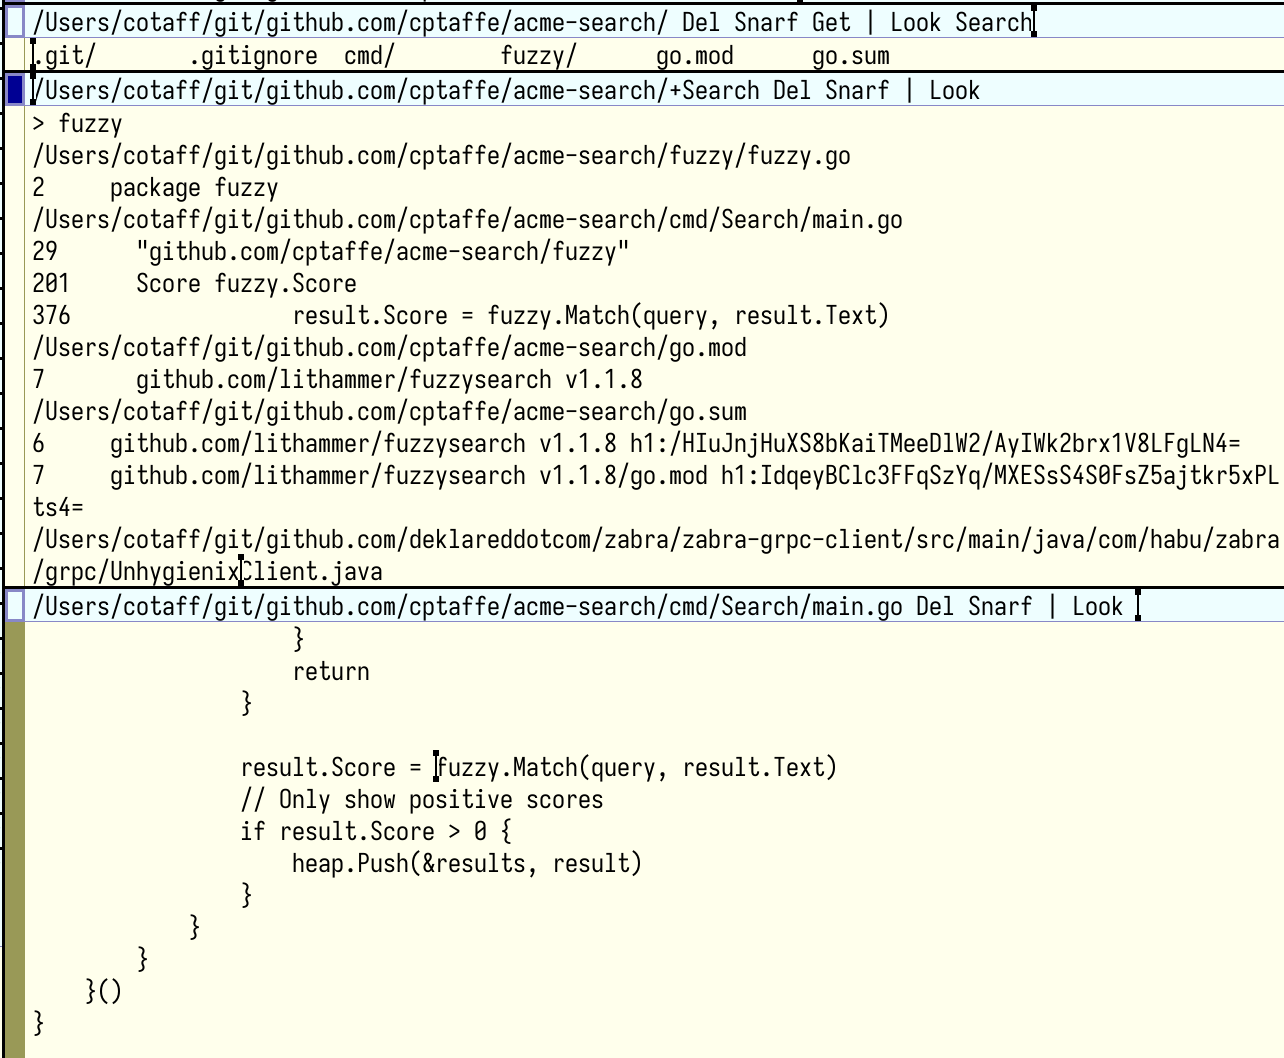 /Users/cotaff/git/github.com/cptaffe/acme-search/ Del Snarf Get | Look Search
.git/ .gitignore cmd/ fuzzy/ go.mod go.sum
/Users/cotaff/git/github.com/cptaffe/acme-search/+Search Del Snarf | Look
> fuzzy
/Users/cotaff/git/github.com/cptaffe/acme-search/fuzzy/fuzzy.go
2 package fuzzy
/Users/cotaff/git/github.com/cptaffe/acme-search/cmd/Search/main.go
29 "github.com/cptaffe/acme-search/fuzzy"
201 Score fuzzy.Score
376 result.Score = fuzzy.Match(query, result.Text)
/Users/cotaff/git/github.com/cptaffe/acme-search/go.mod
7 github.com/lithammer/fuzzysearch v1.1.8
/Users/cotaff/git/github.com/cptaffe/acme-search/go.sum
6 github.com/lithammer/fuzzysearch v1.1.8 h1:/HIuJnjHuXS8bKaiTMeeDlW2/AyIWk2brx1V8LFgLN4=
7 github.com/lithammer/fuzzysearch v1.1.8/go.mod h1:IdqeyBClc3FFqSzYq/MXESsS4S0FsZ5ajtkr5xPL
ts4=
/Users/cotaff/git/github.com/deklareddotcom/zabra/zabra-grpc-client/src/main/java/com/habu/zabra
/grpc/UnhygienixClient.java
/Users/cotaff/git/github.com/cptaffe/acme-search/cmd/Search/main.go Del Snarf | Look
}
return
}
result.Score = fuzzy.Match(query, result.Text)
// Only show positive scores
if result.Score > 0 {
heap.Push(&results, result)
}
}
}
}()
}